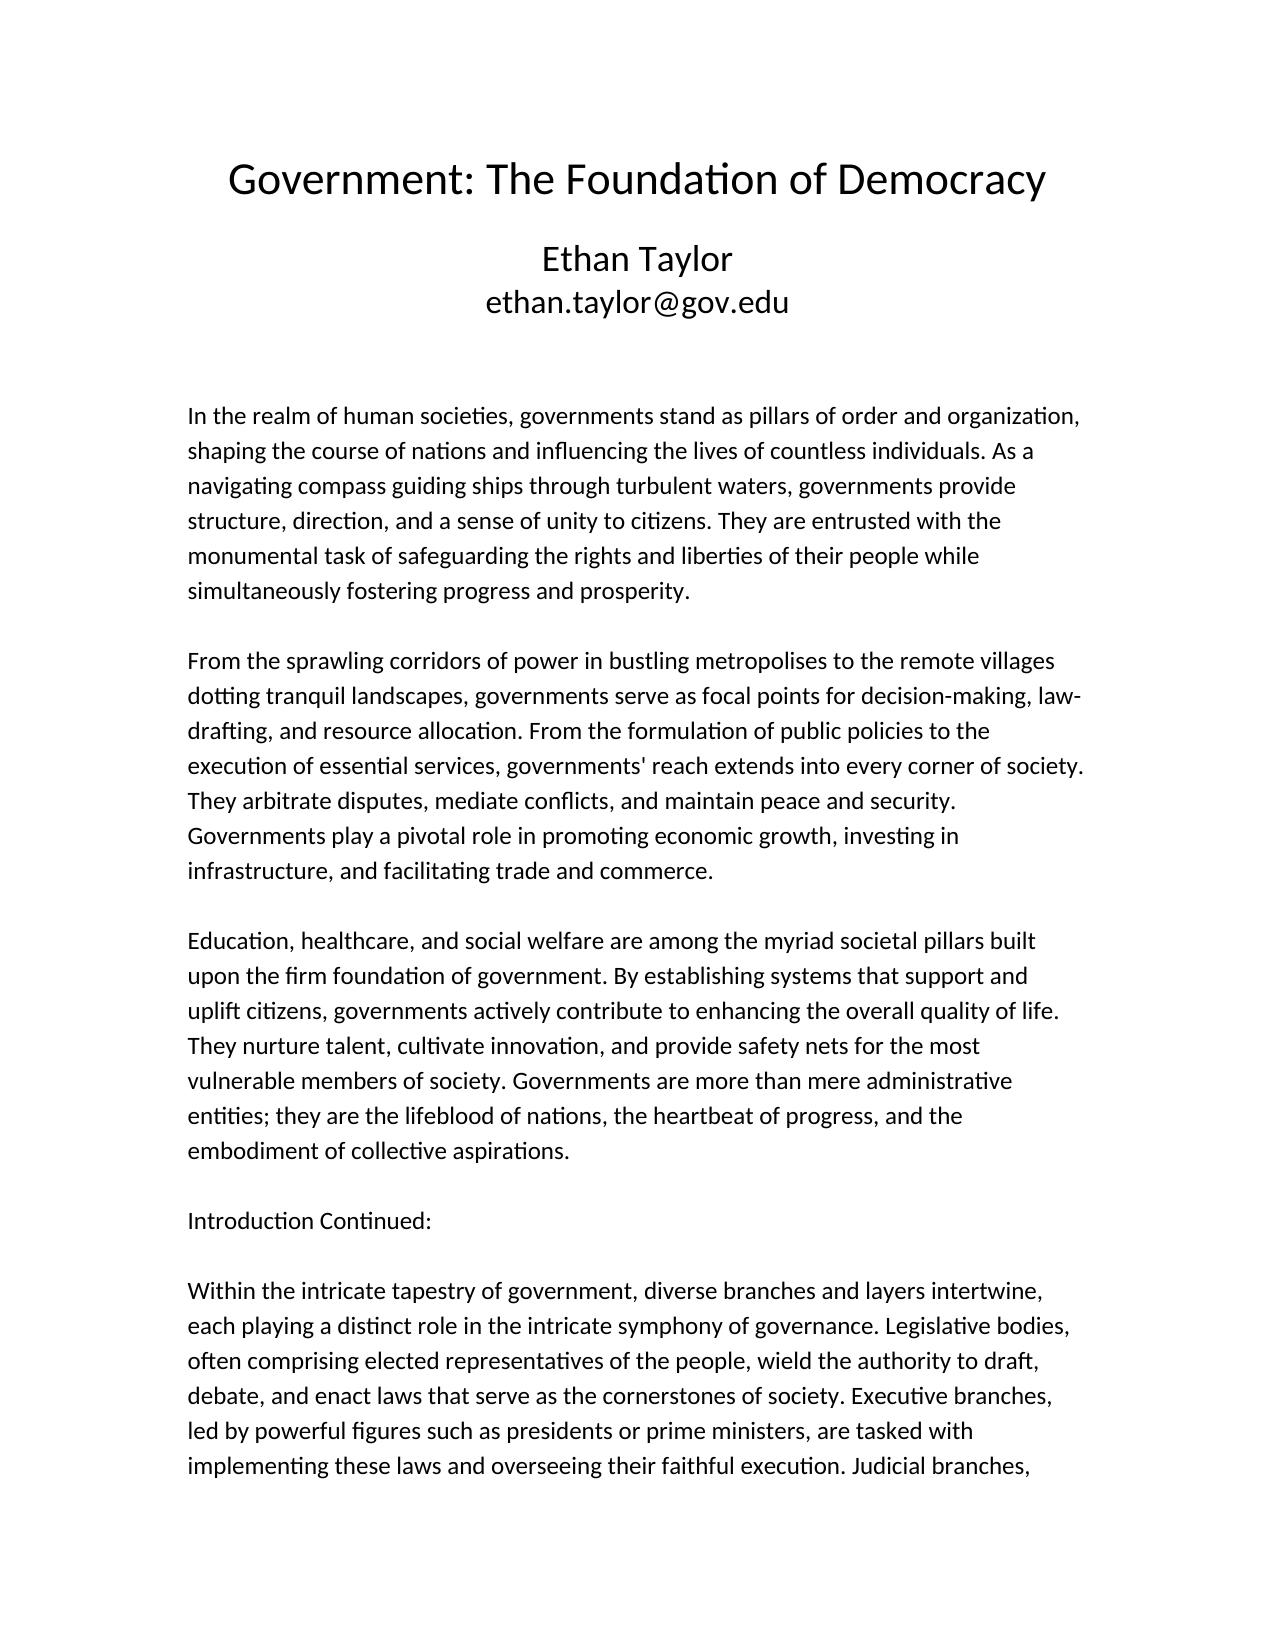 Government: The Foundation of Democracy
Ethan Taylor
ethan.taylor@gov.edu
In the realm of human societies, governments stand as pillars of order and organization,
shaping the course of nations and influencing the lives of countless individuals. As a
navigating compass guiding ships through turbulent waters, governments provide
structure, direction, and a sense of unity to citizens. They are entrusted with the
monumental task of safeguarding the rights and liberties of their people while
simultaneously fostering progress and prosperity.
From the sprawling corridors of power in bustling metropolises to the remote villages
dotting tranquil landscapes, governments serve as focal points for decision-making, law-
drafting, and resource allocation. From the formulation of public policies to the
execution of essential services, governments' reach extends into every corner of society.
They arbitrate disputes, mediate conflicts, and maintain peace and security.
Governments play a pivotal role in promoting economic growth, investing in
infrastructure, and facilitating trade and commerce.
Education, healthcare, and social welfare are among the myriad societal pillars built
upon the firm foundation of government. By establishing systems that support and
uplift citizens, governments actively contribute to enhancing the overall quality of life.
They nurture talent, cultivate innovation, and provide safety nets for the most
vulnerable members of society. Governments are more than mere administrative
entities; they are the lifeblood of nations, the heartbeat of progress, and the
embodiment of collective aspirations.
Introduction Continued:
Within the intricate tapestry of government, diverse branches and layers intertwine,
each playing a distinct role in the intricate symphony of governance. Legislative bodies,
often comprising elected representatives of the people, wield the authority to draft,
debate, and enact laws that serve as the cornerstones of society. Executive branches,
led by powerful figures such as presidents or prime ministers, are tasked with
implementing these laws and overseeing their faithful execution. Judicial branches,